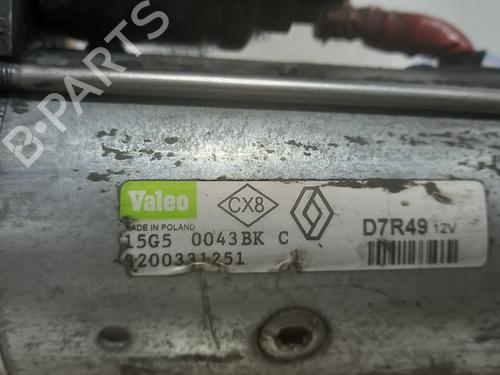 B-PARTS
Valeo
MADE IN POLAND
CX8
D7R49 12V
15G5 0043BK C
8200331251